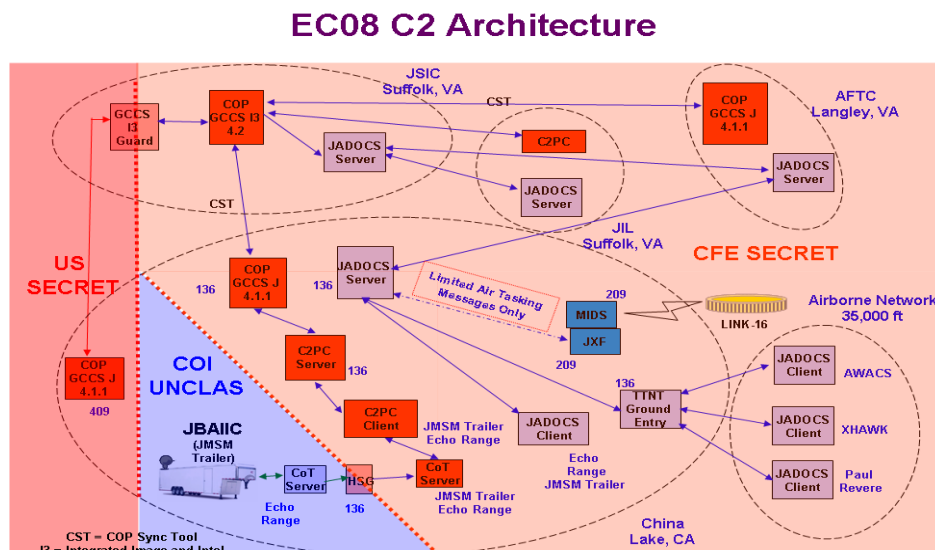 EC08 C2 Architecture
JSIC
Suffolk, VA
AFTC
Langley, VA
GCCS
I3
Guard
COP
GCCS I3
4.2
CST
COP
GCCS J
4.1.1
C2PC
JADOCS
Server
JADOCS
Server
JADOCS
Server
CST
JIL
Suffolk, VA
CFE SECRET
US
SECRET
136
COP
GCCS J
4.1.1
136
JADOCS
Server
Limited Air Tasking
Messages Only
209
MIDS
JXF
209
LINK-16
Airborne Network
35,000 ft
C2PC
Server
136
COP
GCCS J
4.1.1
409
COI
UNCLAS
136
TTNT
Ground
Entry
JADOCS
Client
AWACS
C2PC
Client
JMSM Trailer
Echo Range
JADOCS
Client
Echo
Range
JMSM Trailer
JADOCS
Client
XHAWK
JBAIIC
(JMSM
Trailer)
CoT
Server
Echo
Range
HSG
136
CoT
Server
JMSM Trailer
Echo Range
JADOCS
Client
Paul
Revere
China
Lake, CA
CST = COP Sync Tool
I3 = Integrated Image and Intel